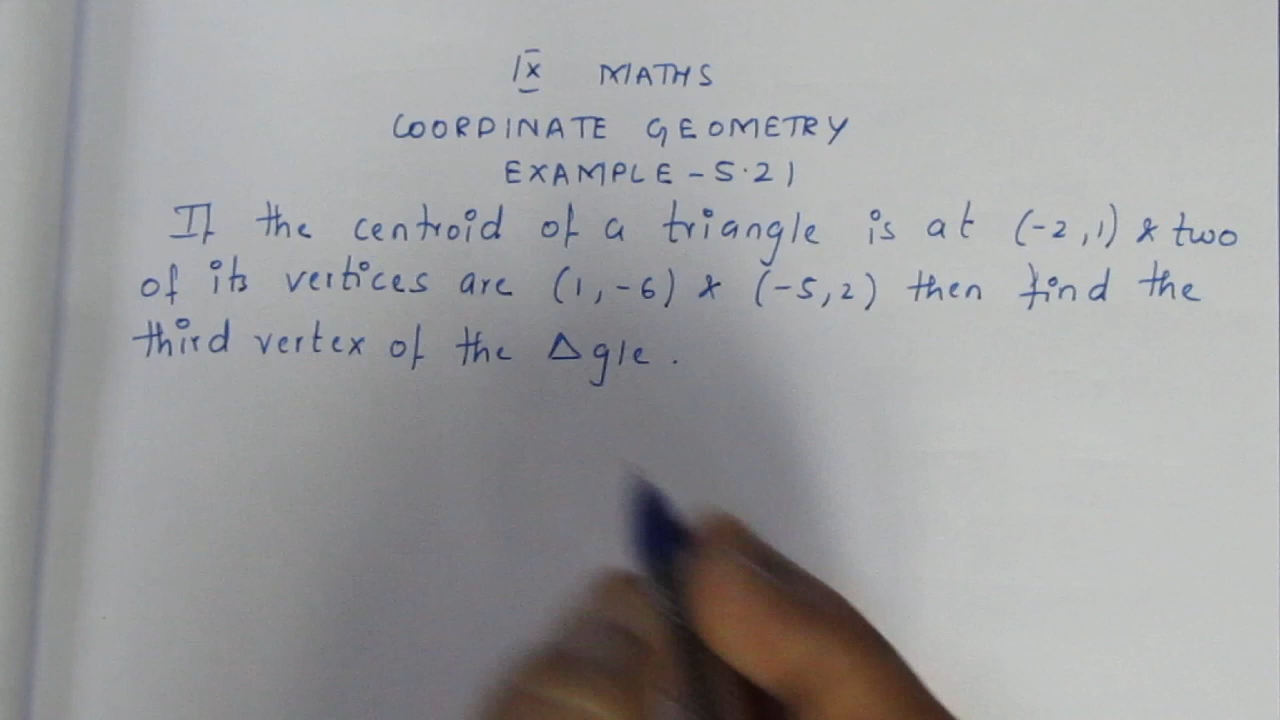 IX MATHS
COORDINATE GEOMETRY
EXAMPLE - 5.21
If the centroid of a triangle is at (-2,1) & two
of its vertices are (1,-6) & (-5,2) then find the
third vertex of the Δgle.